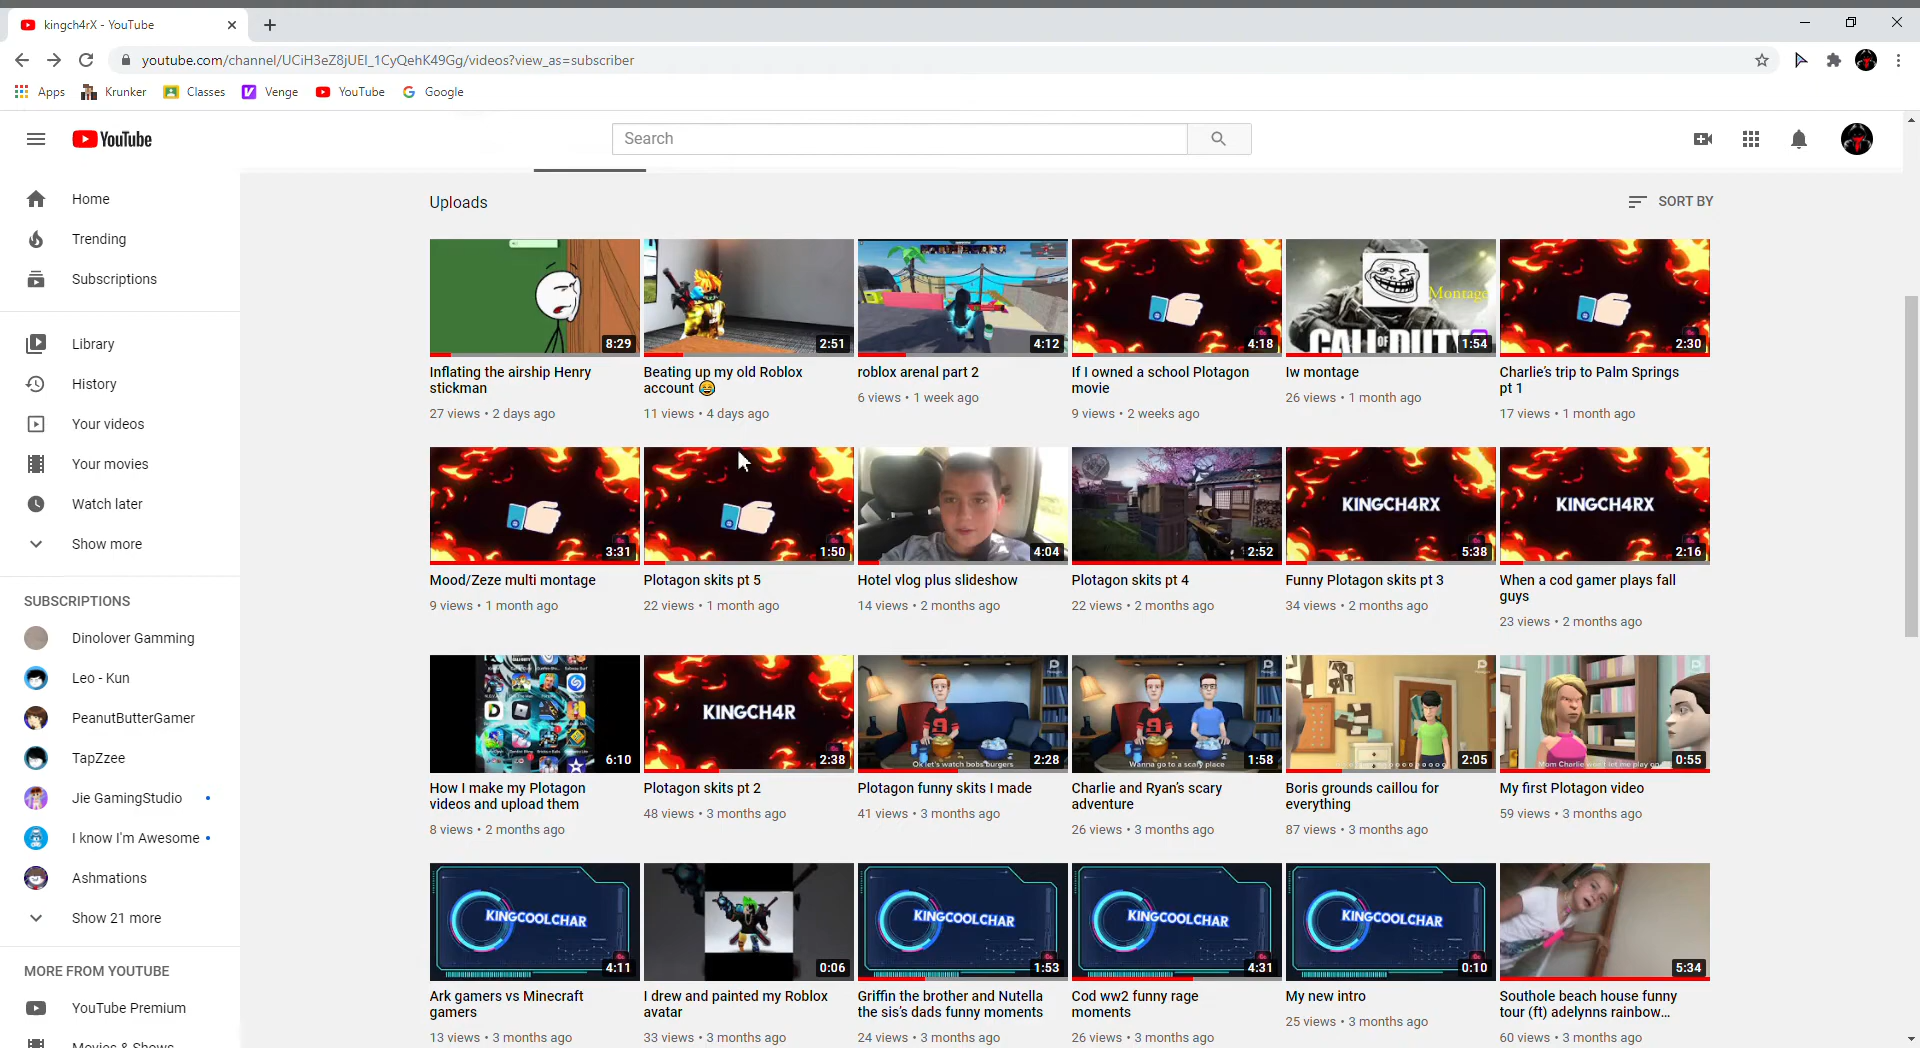 kingch4rX - YouTube
youtube.com/channel/UCiH3eZ8jUEl_1CyQehK49Gg/videos?view_as=subscriber
Apps Krunker Classes Venge YouTube Google
YouTube
Search
Home
Trending
Subscriptions
Library
History
Your videos
Your movies
Watch later
Show more
SUBSCRIPTIONS
Dinolover Gamming
Leo - Kun
PeanutButterGamer
TapZzee
Jie GamingStudio
I know I'm Awesome
Ashmations
Show 21 more
MORE FROM YOUTUBE
YouTube Premium
Movies & Shows
Uploads
SORT BY
8:29
Inflating the airship Henry
stickman
27 views • 2 days ago
2:51
Beating up my old Roblox
account 😂
11 views • 4 days ago
4:12
roblox arenal part 2
6 views • 1 week ago
4:18
If I owned a school Plotagon
movie
9 views • 2 weeks ago
Montage
CALL OF DUTY
1:54
Iw montage
26 views • 1 month ago
2:30
Charlie's trip to Palm Springs
pt 1
17 views • 1 month ago
3:31
Mood/Zeze multi montage
9 views • 1 month ago
1:50
Plotagon skits pt 5
22 views • 1 month ago
4:04
Hotel vlog plus slideshow
14 views • 2 months ago
2:52
Plotagon skits pt 4
22 views • 2 months ago
KINGCH4RX
5:38
Funny Plotagon skits pt 3
34 views • 2 months ago
KINGCH4RX
2:16
When a cod gamer plays fall
guys
23 views • 2 months ago
6:10
How I make my Plotagon
videos and upload them
8 views • 2 months ago
KINGCH4R
2:38
Plotagon skits pt 2
48 views • 3 months ago
Ok let's watch bobs burgers
2:28
Plotagon funny skits I made
41 views • 3 months ago
Wanna go to a scary place
1:58
Charlie and Ryan's scary
adventure
26 views • 3 months ago
2:05
Boris grounds caillou for
everything
87 views • 3 months ago
0:55
My first Plotagon video
59 views • 3 months ago
KINGCOOLCHAR
4:11
Ark gamers vs Minecraft
gamers
13 views • 3 months ago
0:06
I drew and painted my Roblox
avatar
33 views • 3 months ago
KINGCOOLCHAR
1:53
Griffin the brother and Nutella
the sis's dads funny moments
24 views • 3 months ago
KINGCOOLCHAR
4:31
Cod ww2 funny rage
moments
26 views • 3 months ago
KINGCOOLCHAR
0:10
My new intro
25 views • 3 months ago
5:34
Southole beach house funny
tour (ft) adelynns rainbow...
60 views • 3 months ago